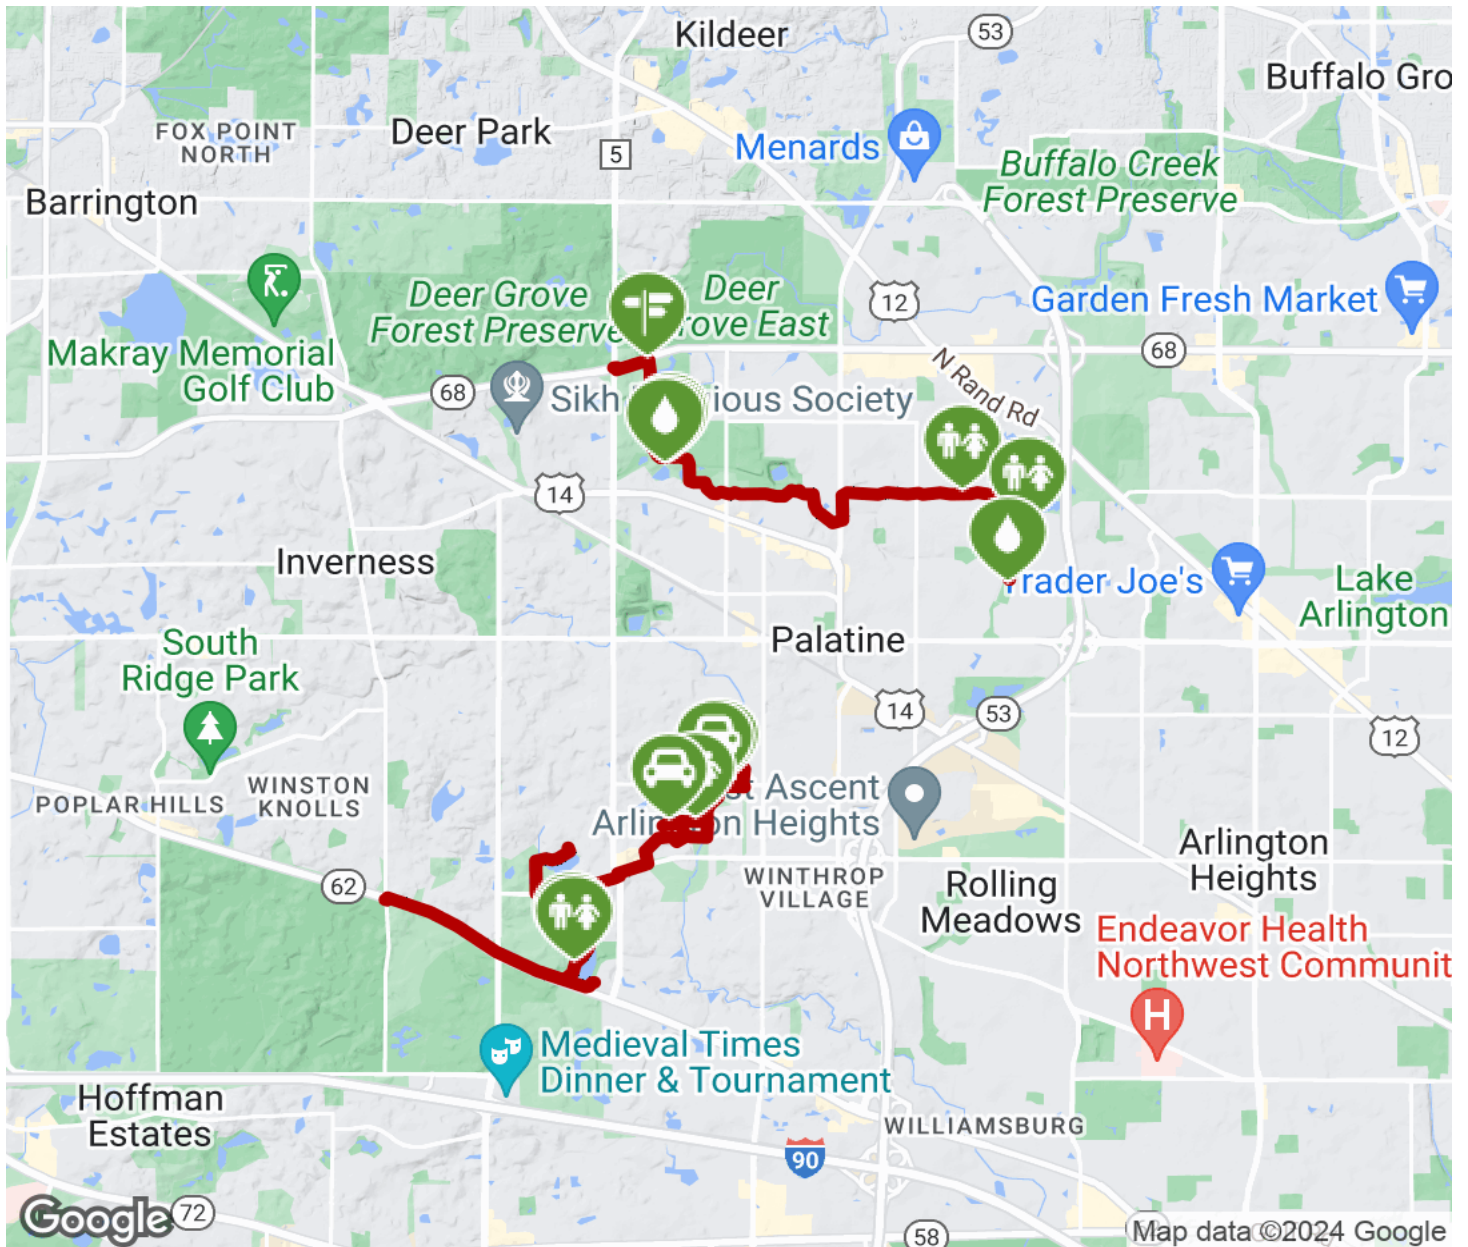 Kildeer
53
Buffalo Gro
FOX POINT
NORTH
Deer Park
5
Menards
Buffalo Creek
Forest Preserve
Barrington
Deer Grove
Forest Preserve
Deer
rove East
12
Garden Fresh Market
Makray Memorial
Golf Club
68
68
N Rand Rd
Sikh
ious Society
14
Inverness
rader Joe's
Lake
Arlington
South
Ridge Park
Palatine
14
53
12
WINSTON
KNOLLS
POPLAR HILLS
st Ascent
Arlin
on Heights
62
WINTHROP
VILLAGE
Rolling
Meadows
Arlington
Heights
Endeavor Health
Northwest Communit
H
Medieval Times
Dinner & Tournament
Hoffman
Estates
WILLIAMSBURG
90
Google
72
58
Map data ©2024 Google